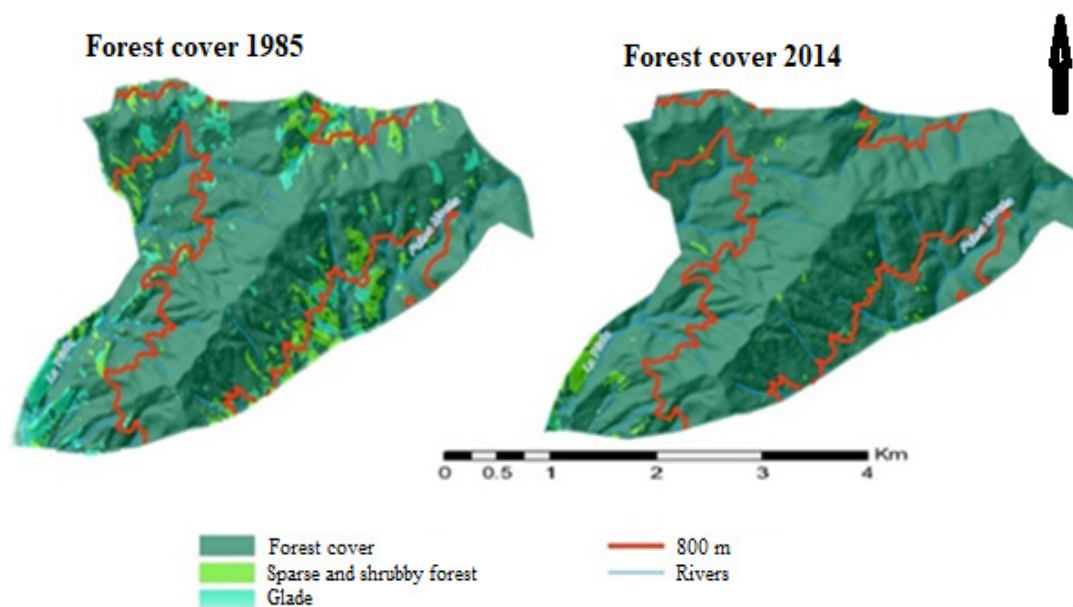 Forest cover 1985
Forest cover 2014
0 0.5 1 2 3 4 Km
Forest cover
Sparse and shrubby forest
Glade
800 m
Rivers